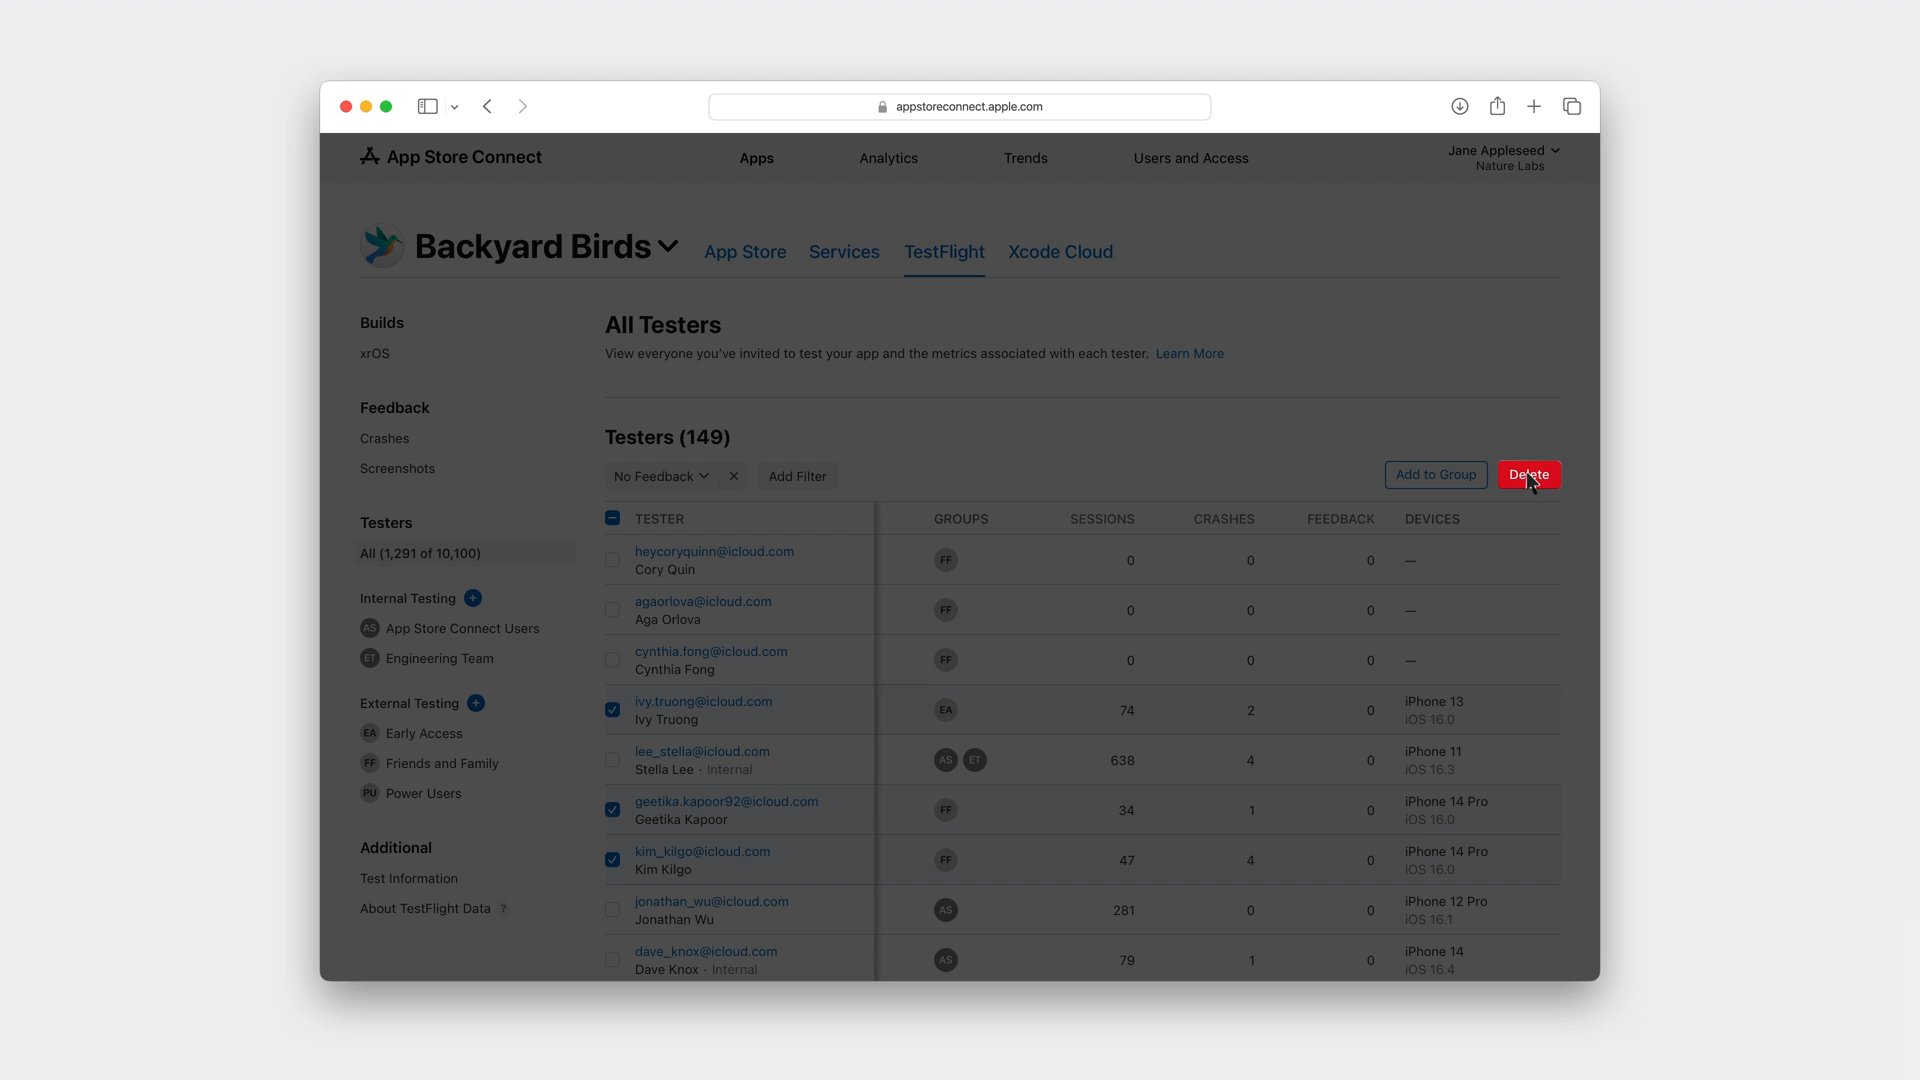 appstoreconnect.apple.com
App Store Connect
Apps
Analytics
Trends
Users and Access
Jane Appleseed
Nature Labs
Backyard Birds
App Store
Services
TestFlight
Xcode Cloud
Builds
xrOS
Feedback
Crashes
Screenshots
Testers
All (1,291 of 10,100)
Internal Testing
AS App Store Connect Users
ET Engineering Team
External Testing
EA Early Access
FF Friends and Family
PU Power Users
Additional
Test Information
About TestFlight Data ?
All Testers
View everyone you've invited to test your app and the metrics associated with each tester. Learn More
Testers (149)
No Feedback
Add Filter
Add to Group
Delete
TESTER GROUPS SESSIONS CRASHES FEEDBACK DEVICES
heycoryquinn@icloud.com
Cory Quin
FF 0 0 0 —
agaorlova@icloud.com
Aga Orlova
FF 0 0 0 —
cynthia.fong@icloud.com
Cynthia Fong
FF 0 0 0 —
ivy.truong@icloud.com
Ivy Truong
EA 74 2 0
iPhone 13
iOS 16.0
lee_stella@icloud.com
Stella Lee · Internal
AS ET 638 4 0
iPhone 11
iOS 16.3
geetika.kapoor92@icloud.com
Geetika Kapoor
FF 34 1 0
iPhone 14 Pro
iOS 16.0
kim_kilgo@icloud.com
Kim Kilgo
FF 47 4 0
iPhone 14 Pro
iOS 16.0
jonathan_wu@icloud.com
Jonathan Wu
AS 281 0 0
iPhone 12 Pro
iOS 16.1
dave_knox@icloud.com
Dave Knox · Internal
AS 79 1 0
iPhone 14
iOS 16.4